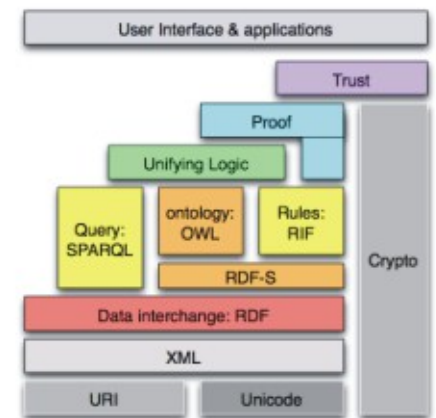 User Interface & applications
Trust
Proof
Unifying Logic
Query:
SPARQL
ontology:
OWL
Rules:
RIF
Crypto
RDF-S
Data interchange: RDF
XML
URI
Unicode